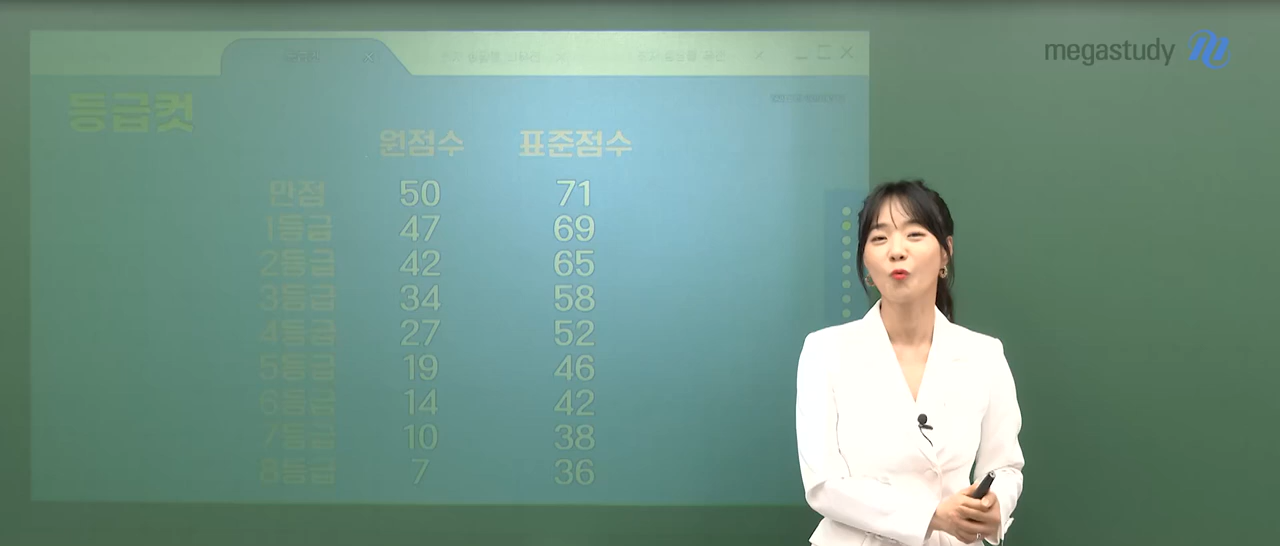 megastudy
등급컷
원점수 표준점수
만점 50 71
1등급 47 69
2등급 42 65
3등급 34 58
4등급 27 52
5등급 19 46
6등급 14 42
7등급 10 38
8등급 7 36